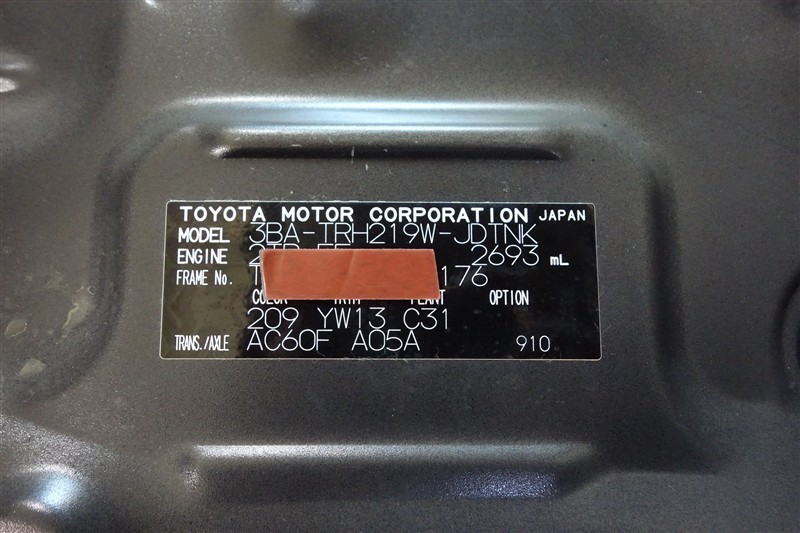 TOYOTA MOTOR CORPORATION JAPAN
MODEL 3BA-TRH219W-JDTNK
ENGINE 2693 mL
FRAME No. T 176
COLOR TRIM PLANT OPTION
209 YW13 C31
TRANS./AXLE AC60F A05A 910